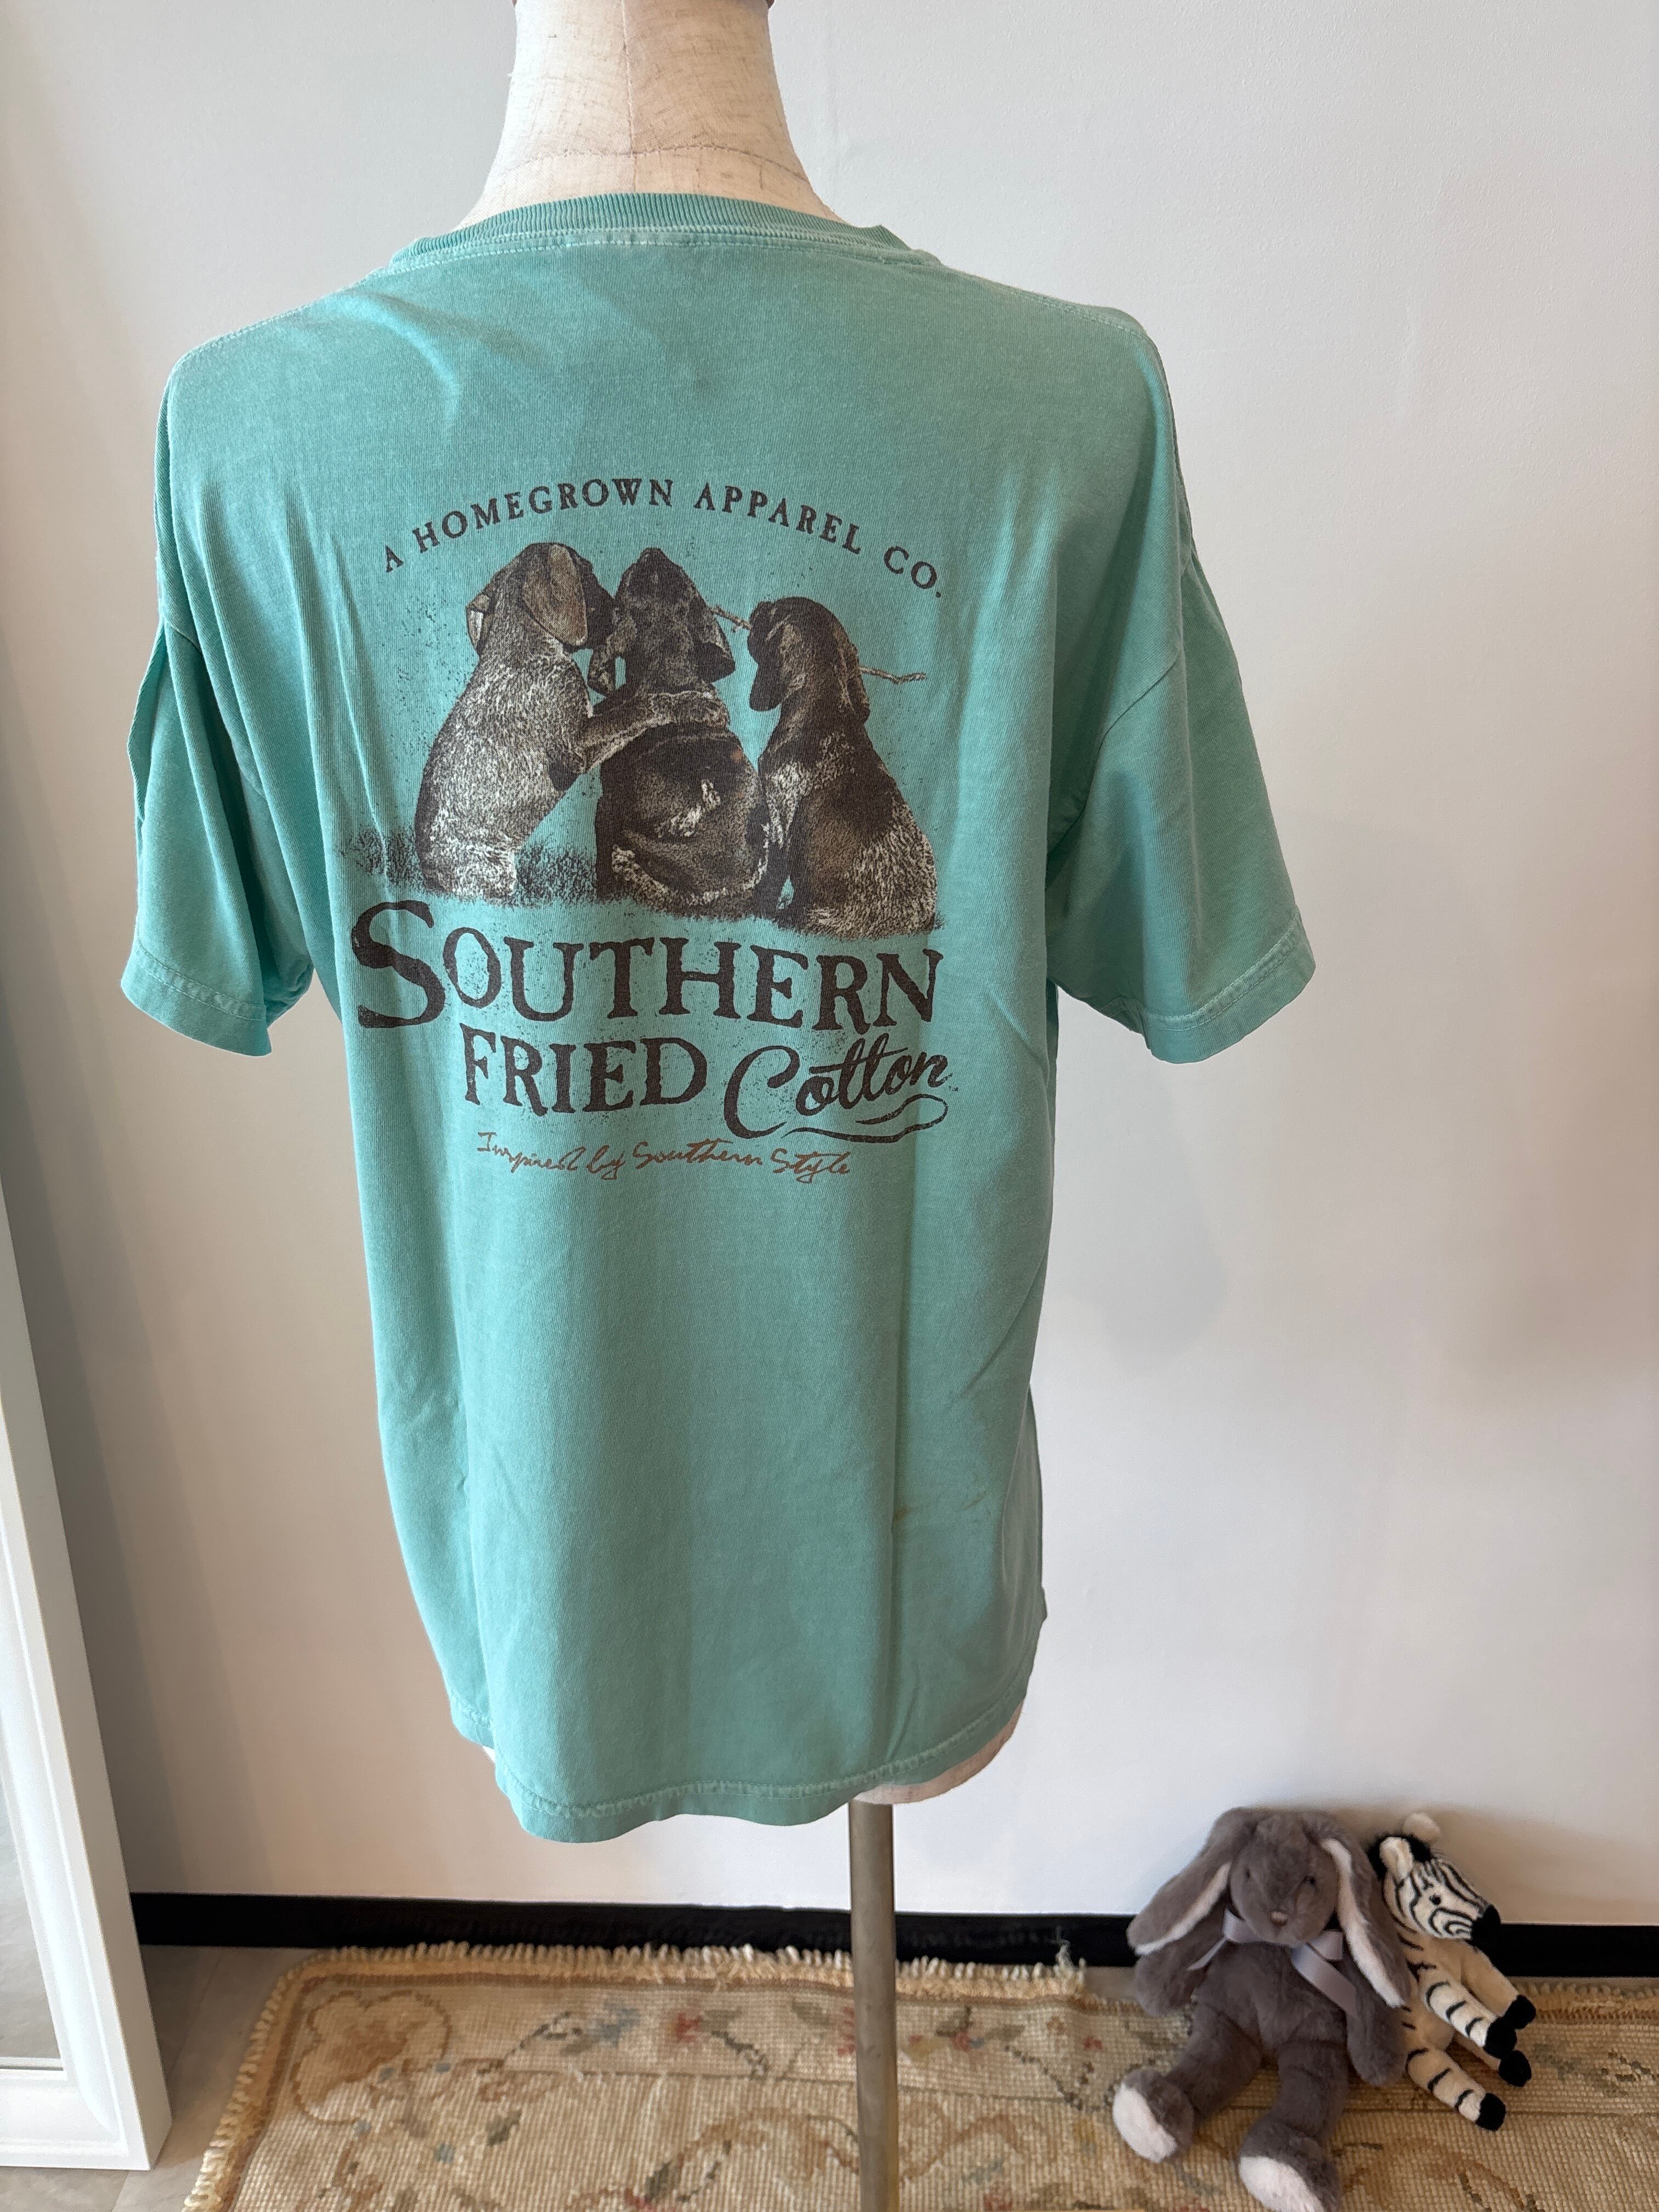 A HOMEGROWN APPAREL CO.
SOUTHERN
FRIED Cotton
Inspired by Southern Style